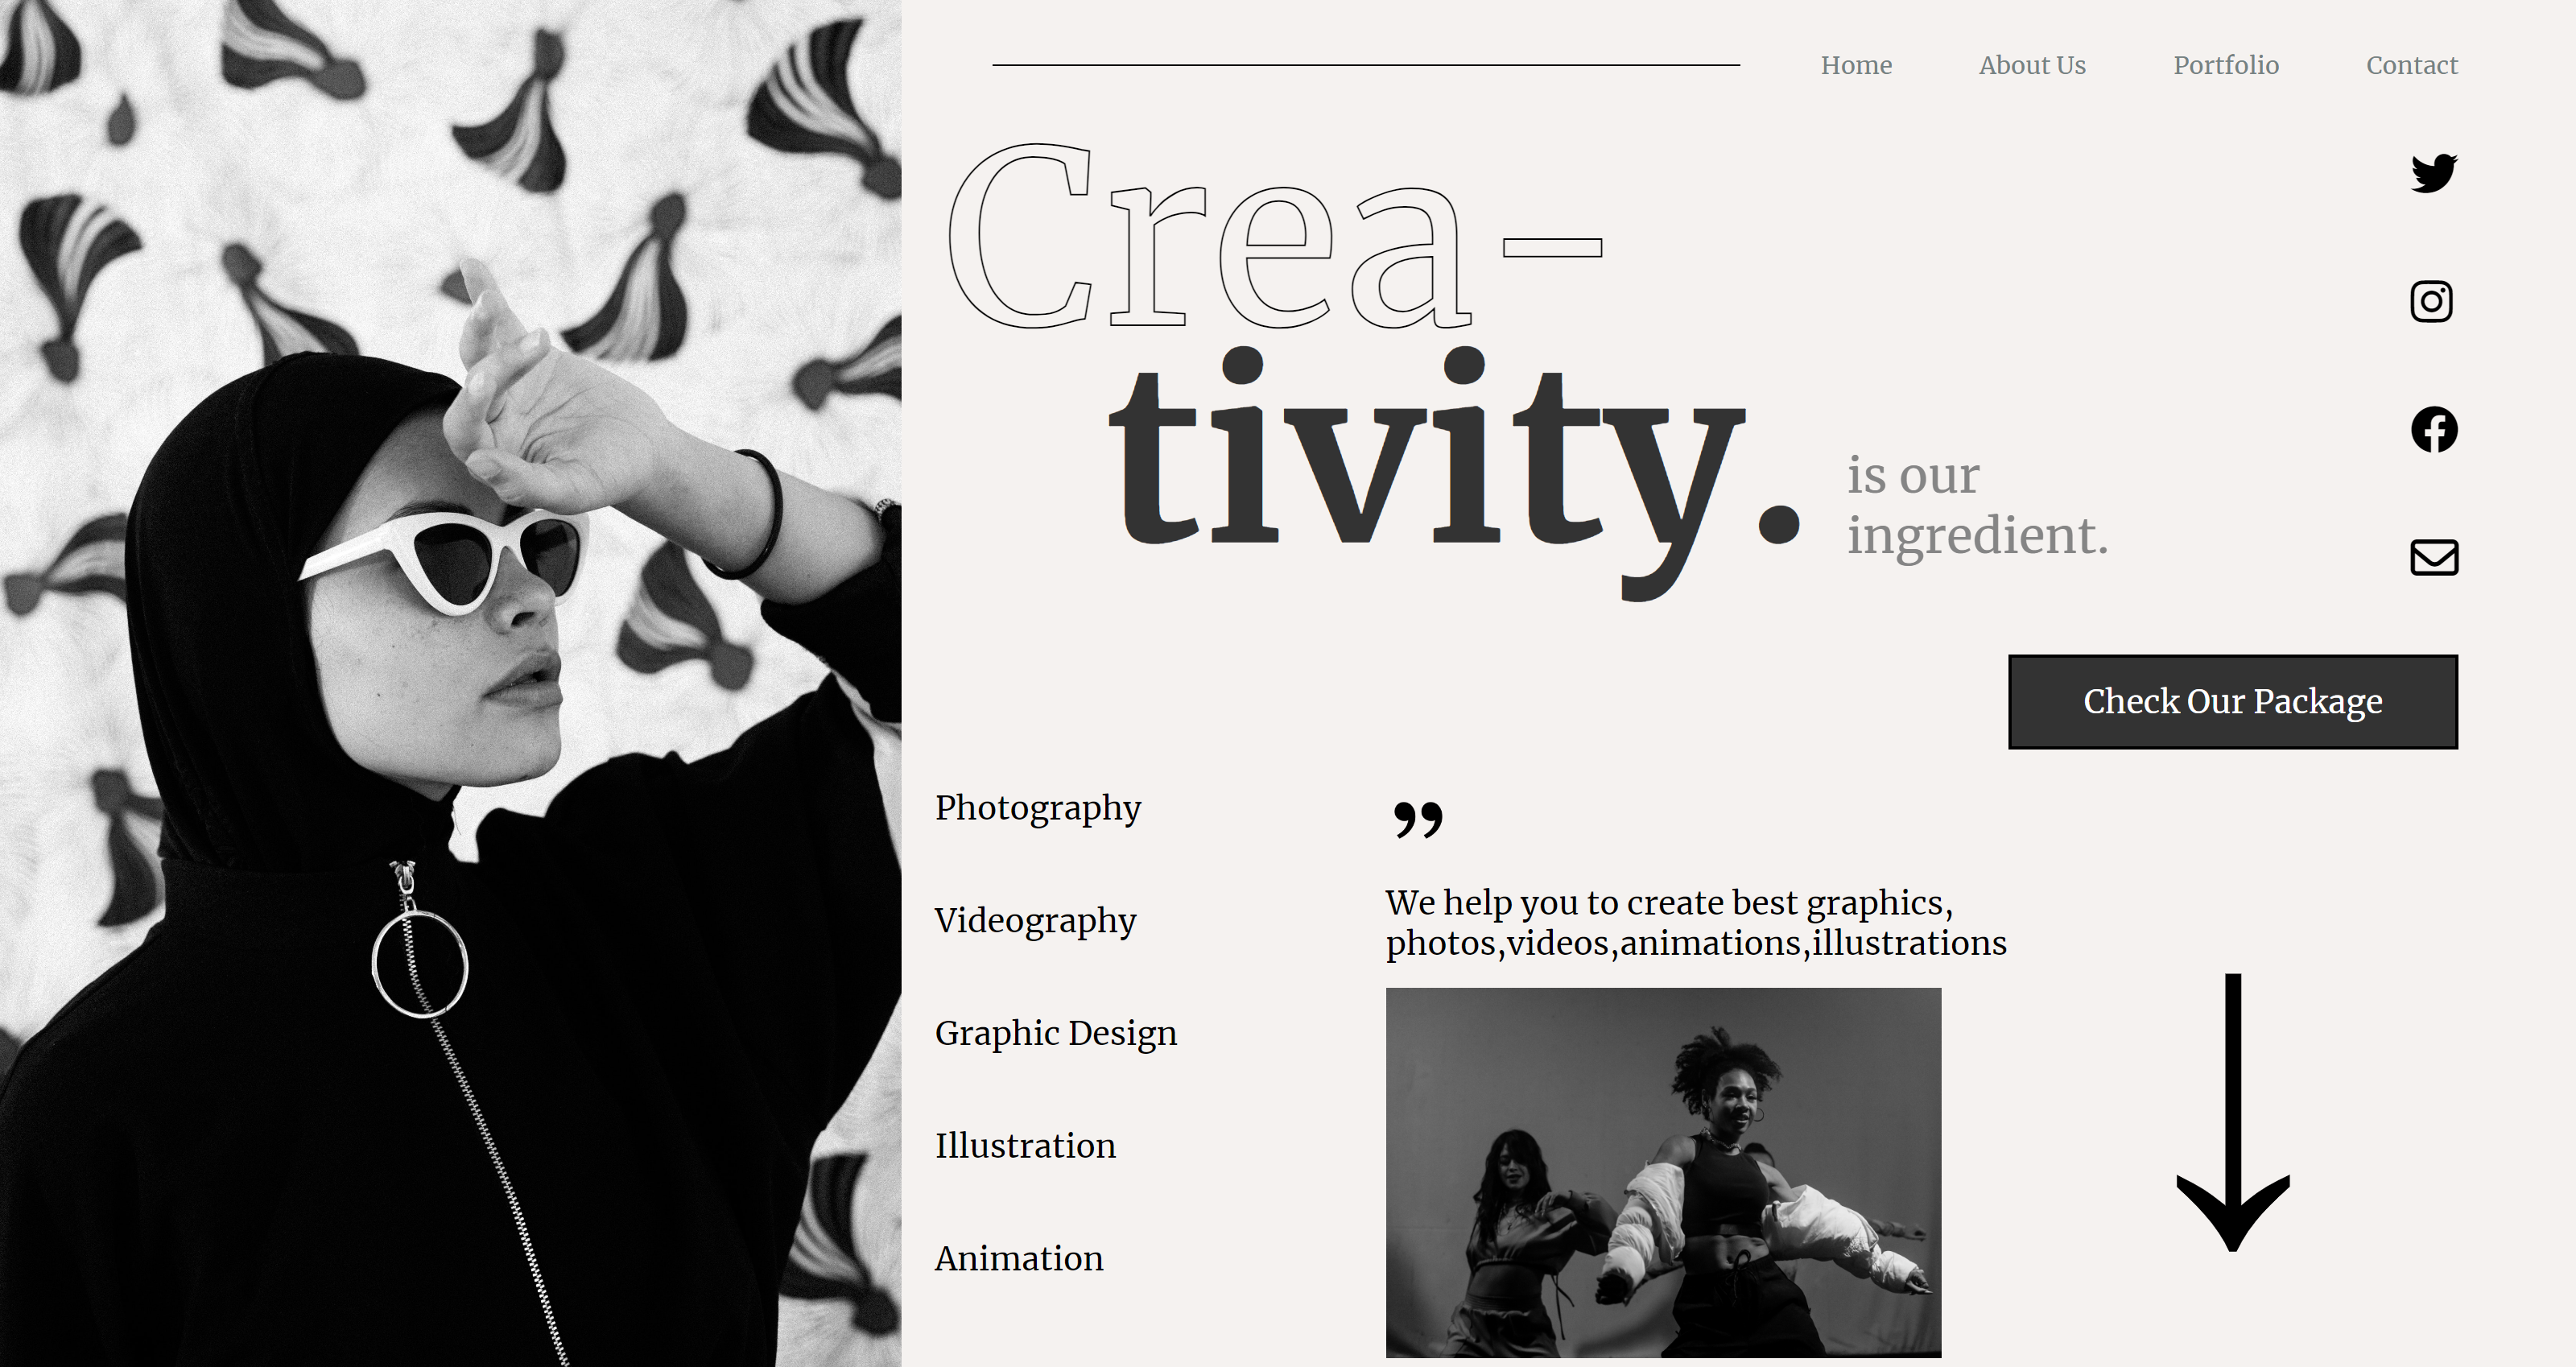 Home About Us Portfolio Contact
Crea-
tivity.
is our
ingredient.
Check Our Package
Photography
Videography
Graphic Design
Illustration
Animation
”
We help you to create best graphics,
photos,videos,animations,illustrations